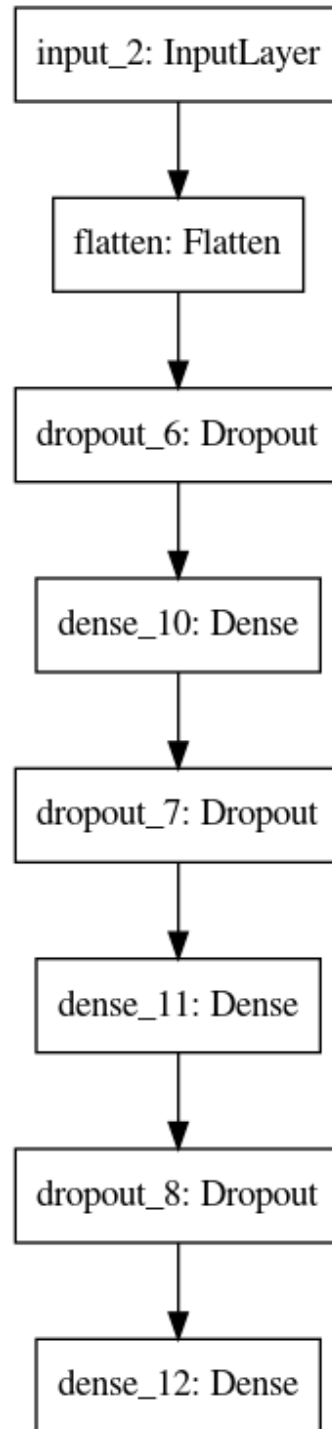 input_2: InputLayer
flatten: Flatten
dropout_6: Dropout
dense_10: Dense
dropout_7: Dropout
dense_11: Dense
dropout_8: Dropout
dense_12: Dense